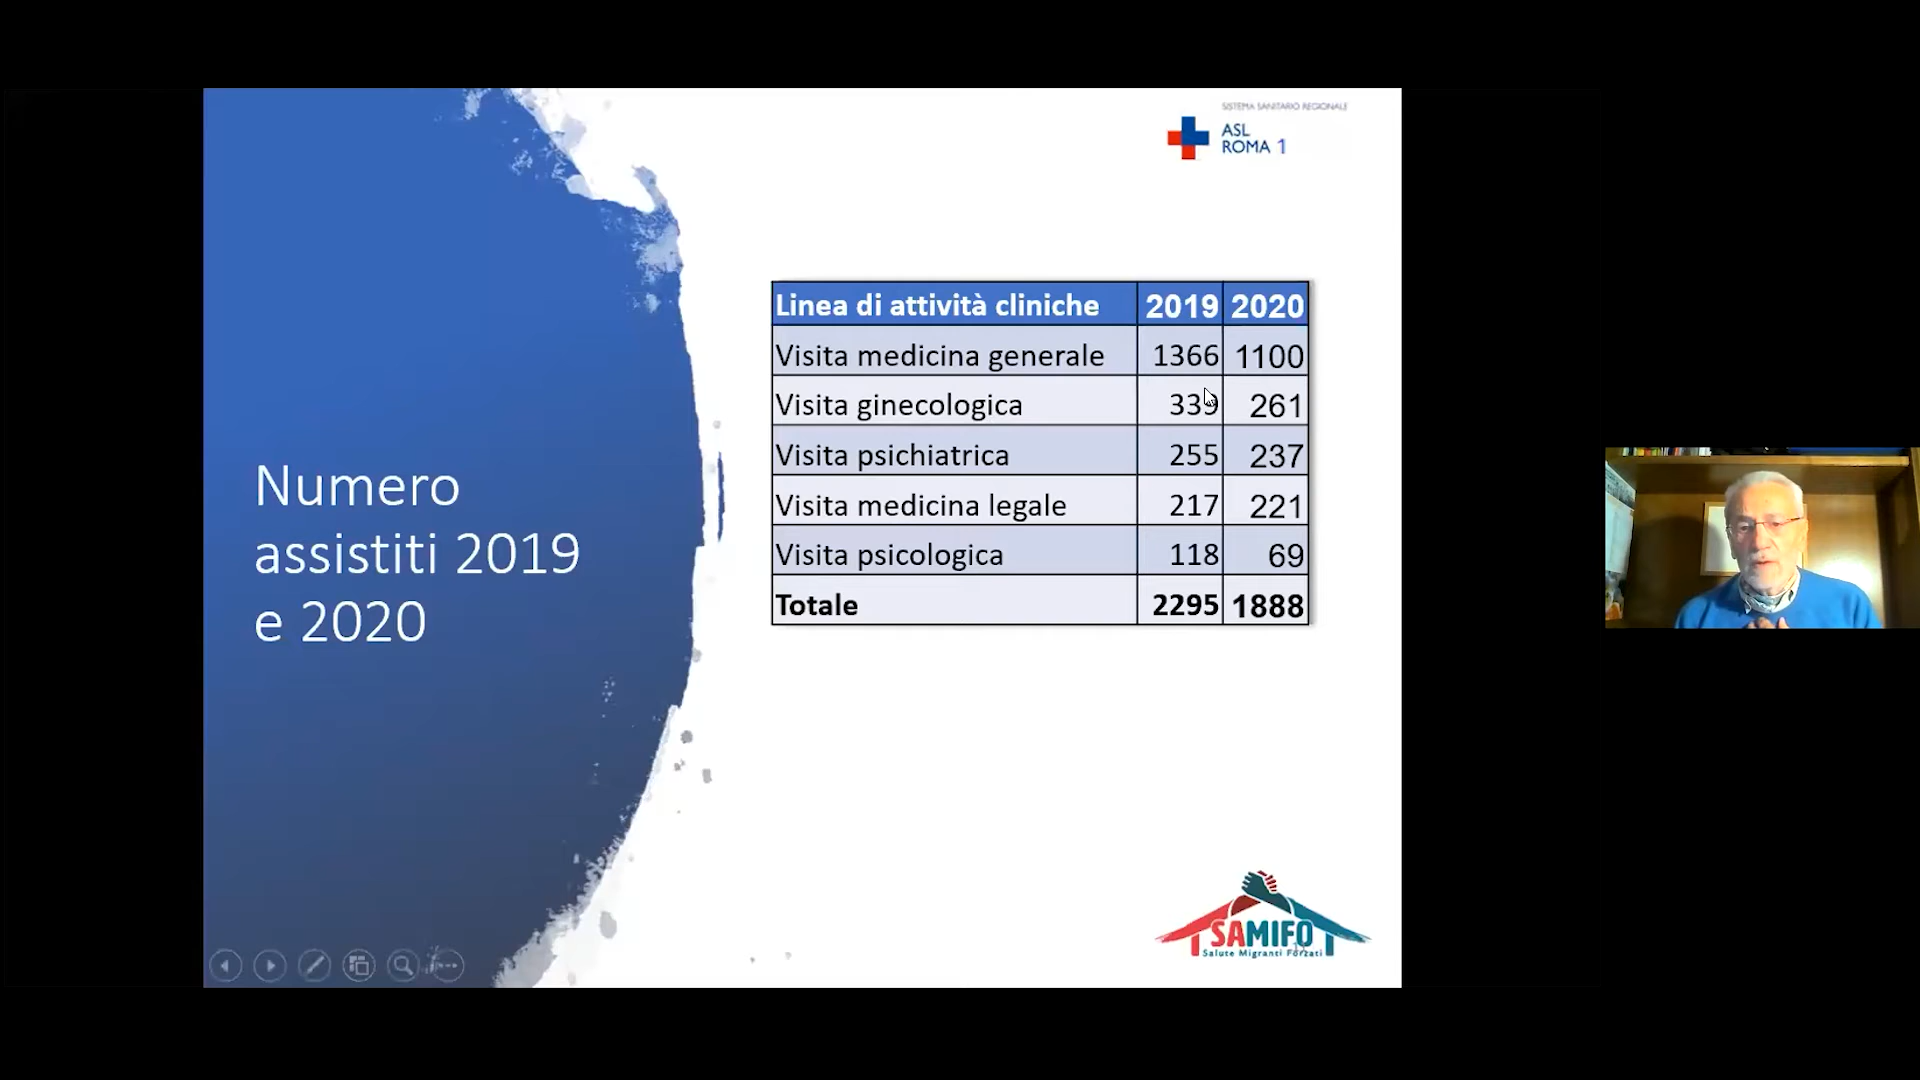 SISTEMA SANITARIO REGIONALE
ASL
ROMA 1
Numero
assistiti 2019
e 2020
Linea di attività cliniche 2019 2020
Visita medicina generale 1366 1100
Visita ginecologica 339 261
Visita psichiatrica 255 237
Visita medicina legale 217 221
Visita psicologica 118 69
Totale 2295 1888
SAMIFO
Salute Migranti Forzati